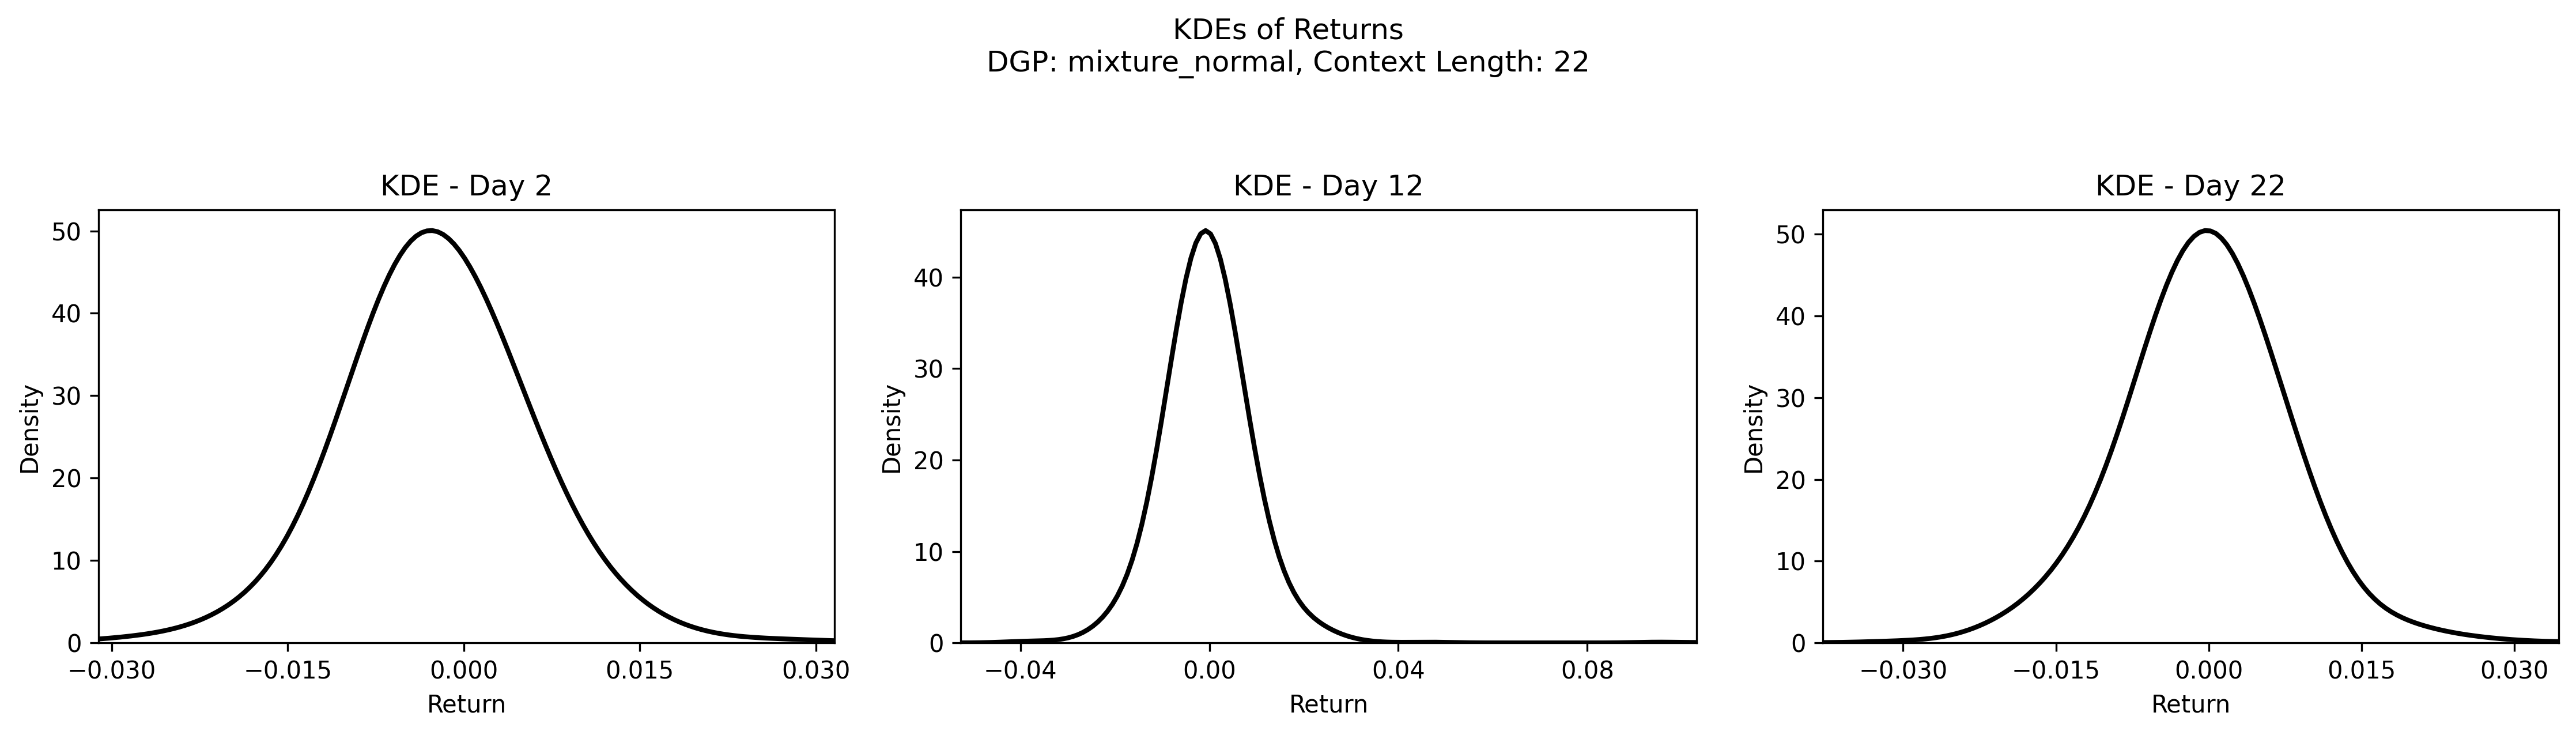 KDEs of Returns
DGP: mixture_normal, Context Length: 22
KDE - Day 2
50
40
30
20
10
0
Density
−0.030 −0.015 0.000 0.015 0.030
Return
KDE - Day 12
40
30
20
10
0
Density
−0.04 0.00 0.04 0.08
Return
KDE - Day 22
50
40
30
20
10
0
Density
−0.030 −0.015 0.000 0.015 0.030
Return